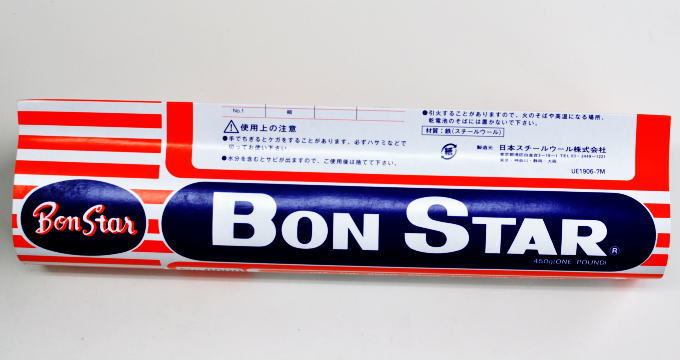 No.1 細
⚠使用上の注意
●手でちぎるとケガをすることがあります。必ずハサミなどで
切ってお使い下さい。
●水分を含むとサビが出ますので、ご使用後は捨てて下さい。
●引火することがありますので、火のそばや高温になる場所、
乾電池のそばには置かないで下さい。
材質:鉄(スチールウール)
紙
製造元 日本スチールウール株式会社
UE1906-7M
Bon Star
BON STAR®
450g(ONE POUND)